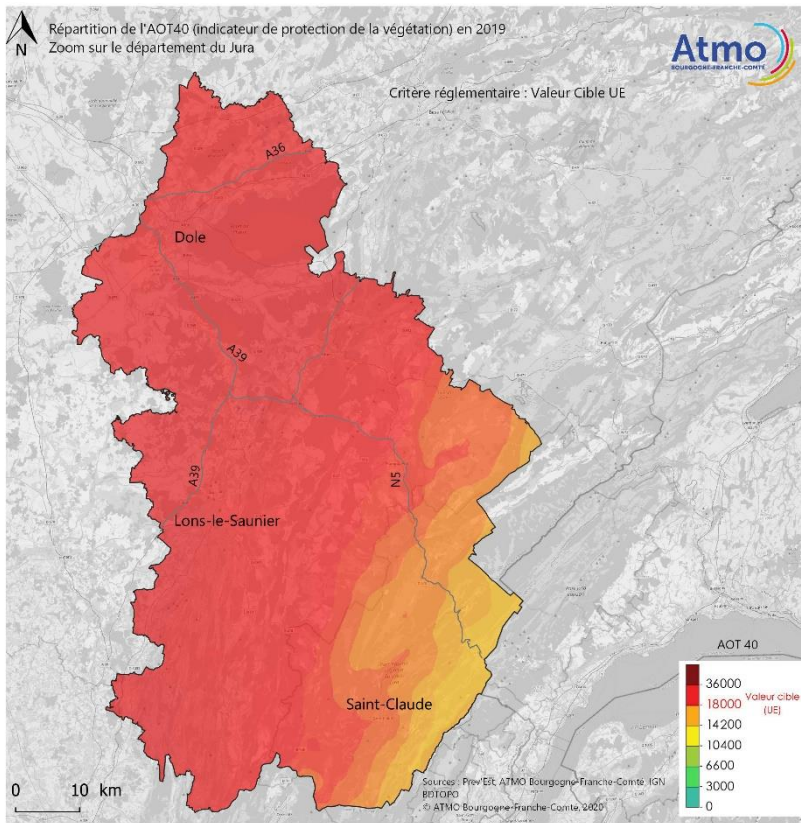 Répartition de l'AOT40 (indicateur de protection de la végétation) en 2019
Zoom sur le département du Jura
N
Atmo
BOURGOGNE-FRANCHE-COMTÉ
Critère réglementaire : Valeur Cible UE
A36
Dole
A39
A39
N5
Lons-le-Saunier
Saint-Claude
AOT 40
36000
18000 Valeur cible
(UE)
14200
10400
6600
3000
0
0 10 km
Sources : Prev'Est, ATMO Bourgogne-Franche-Comté, IGN
BDTOPO
© ATMO Bourgogne-Franche-Comté, 2020